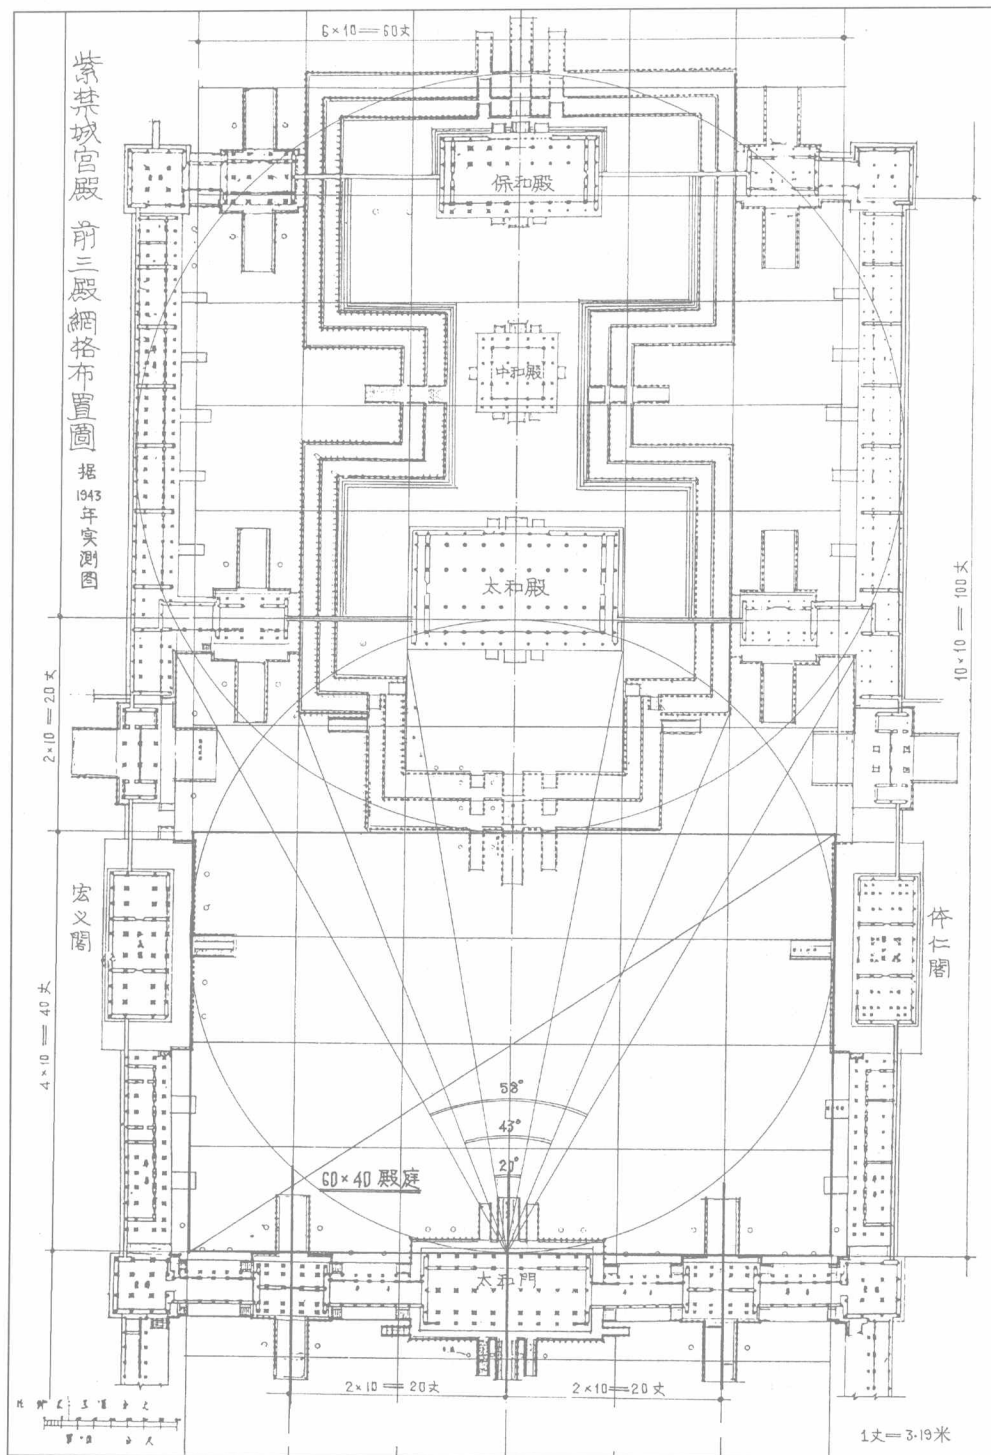 6×10＝60丈
紫禁城宫殿 前三殿網格布置圖
据1943年实测图
保和殿
中和殿
太和殿
10×10＝100丈
2×10＝20丈
宏义閣
体仁閣
4×10＝40丈
58°
43°
20°
60×40殿庭
太和門
2×10＝20丈
2×10＝20丈
1丈＝3·19米